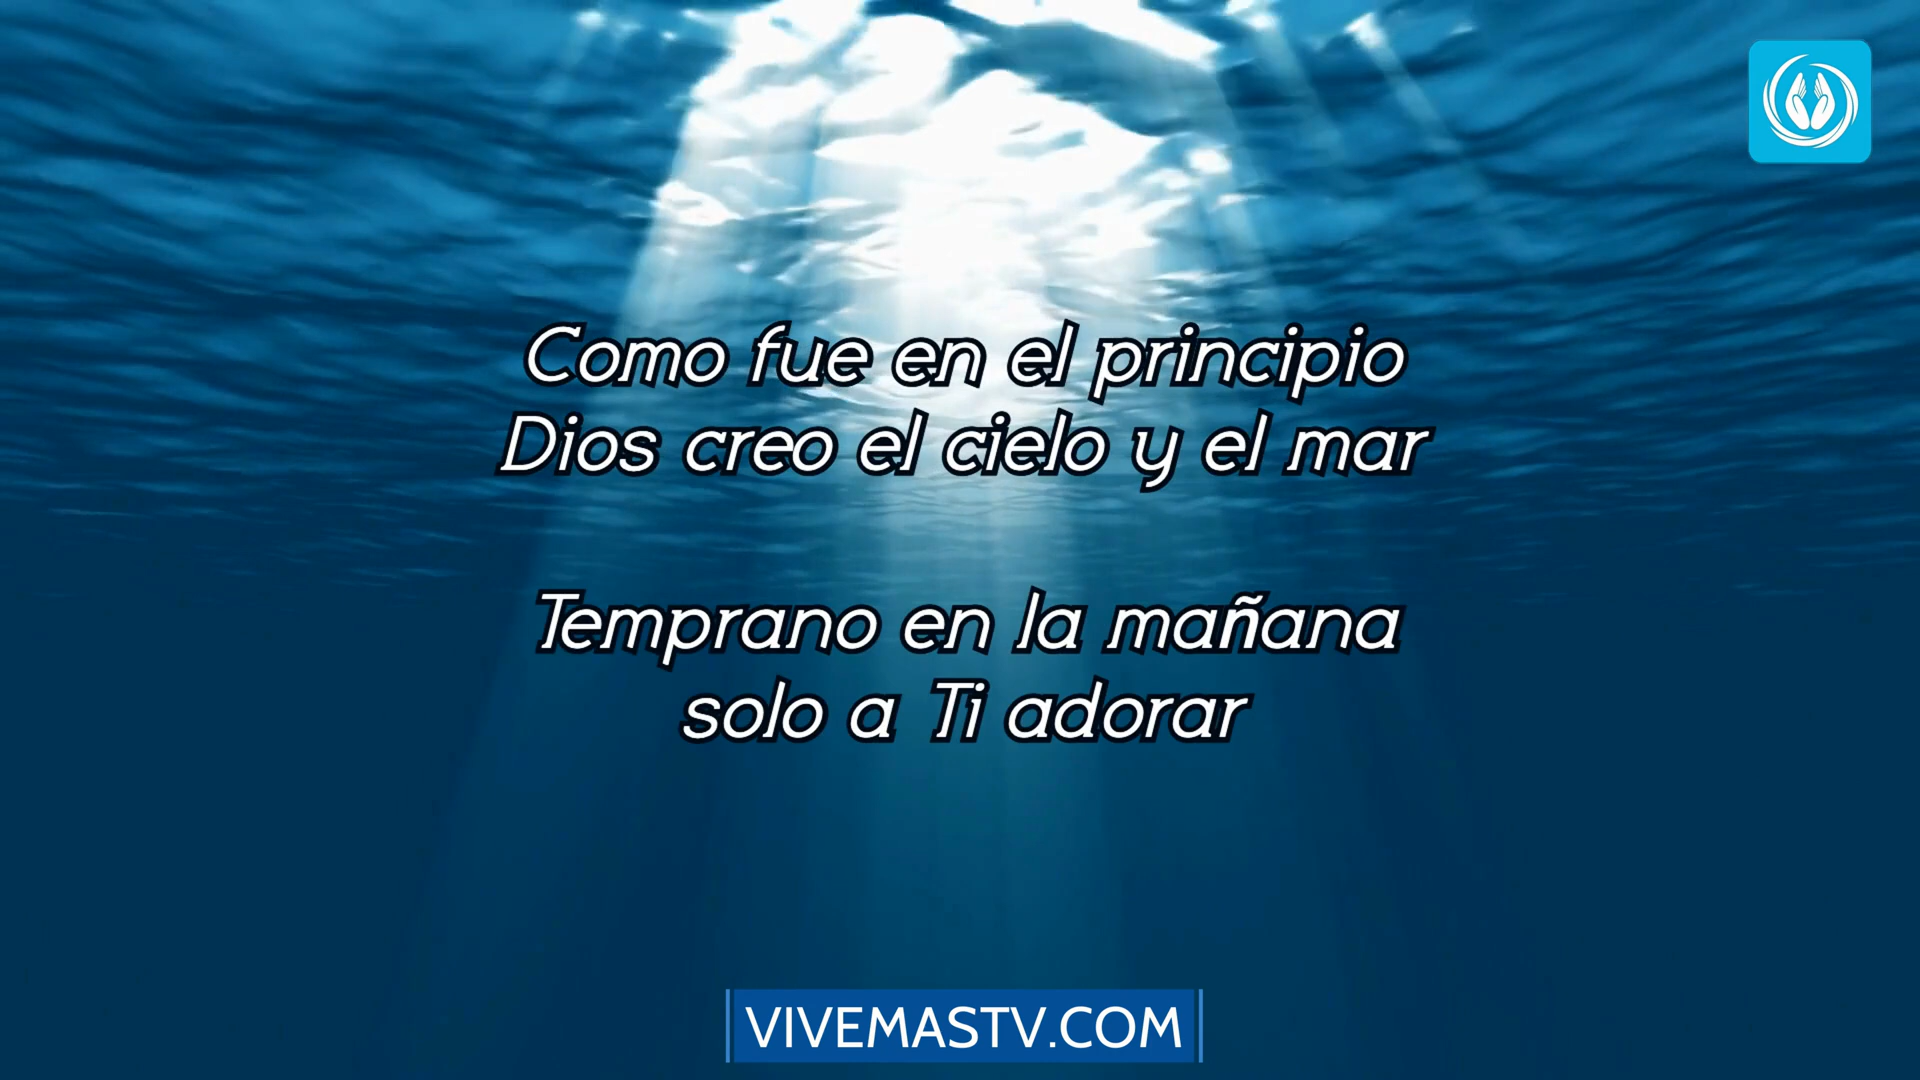 Como fue en el principio
Dios creo el cielo y el mar
Temprano en la mañana
solo a Ti adorar
VIVEMASTV.COM